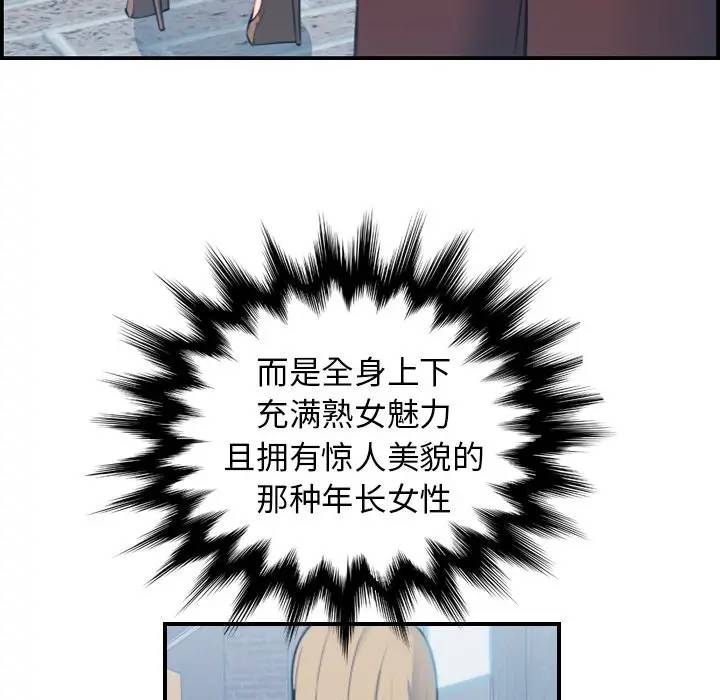 而是全身上下
充满熟女魅力
且拥有惊人美貌的
那种年长女性